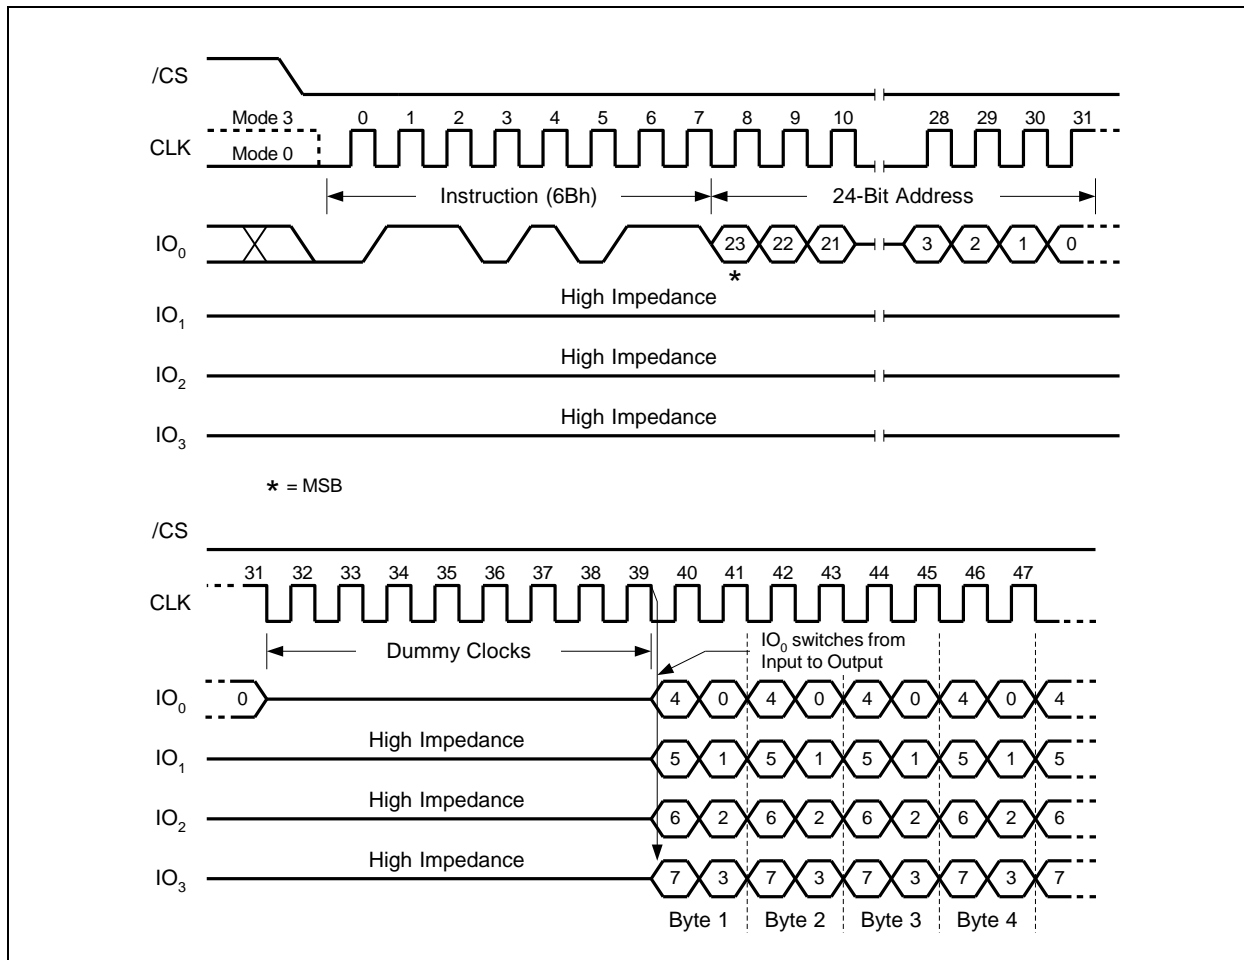 /CS
Mode 3 0 1 2 3 4 5 6 7 8 9 10 28 29 30 31
CLK
Mode 0
Instruction (6Bh) 24-Bit Address
IO0 23 22 21 3 2 1 0
*
High Impedance
IO1
High Impedance
IO2
High Impedance
IO3
* = MSB
/CS
31 32 33 34 35 36 37 38 39 40 41 42 43 44 45 46 47
CLK
Dummy Clocks
IO0 switches from
Input to Output
IO0 0 4 0 4 0 4 0 4 0 4
High Impedance
IO1 5 1 5 1 5 1 5 1 5
High Impedance
IO2 6 2 6 2 6 2 6 2 6
High Impedance
IO3 7 3 7 3 7 3 7 3 7
Byte 1 Byte 2 Byte 3 Byte 4